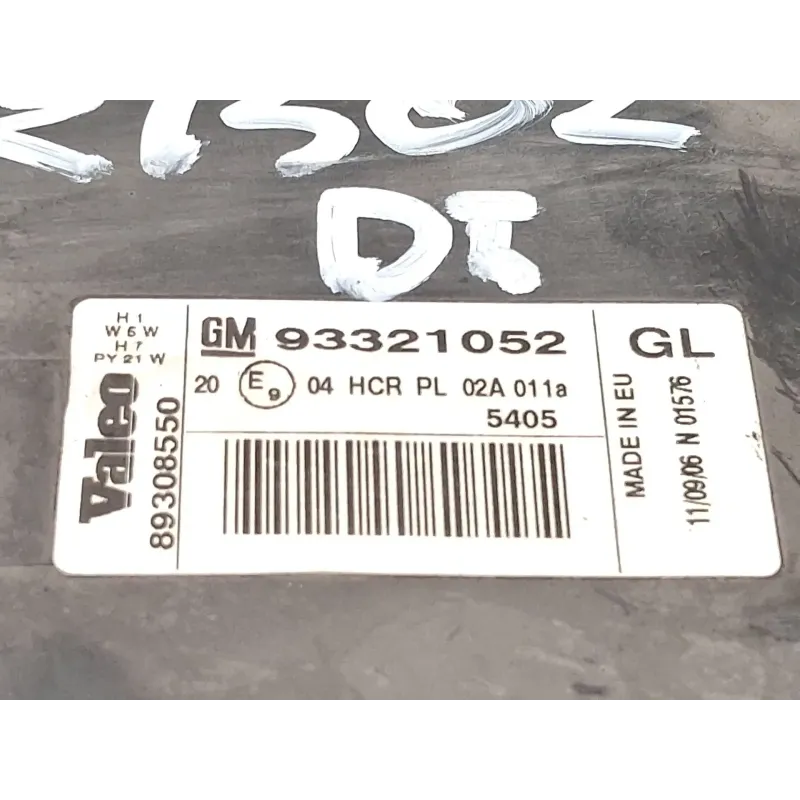 21502
DI
H1
W5W
H7
PY21W
Valeo
89308550
GM 93321052
20 E9 04 HCR PL 02A 011a
5405
GL
MADE IN EU
11/09/06 N 01576